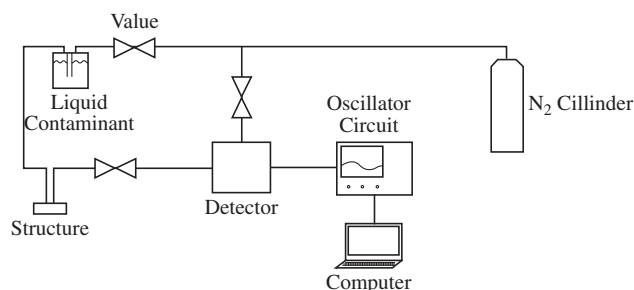 Value
Liquid
Contaminant
Oscillator
Circuit
N₂ Cillinder
Detector
Structure
Computer